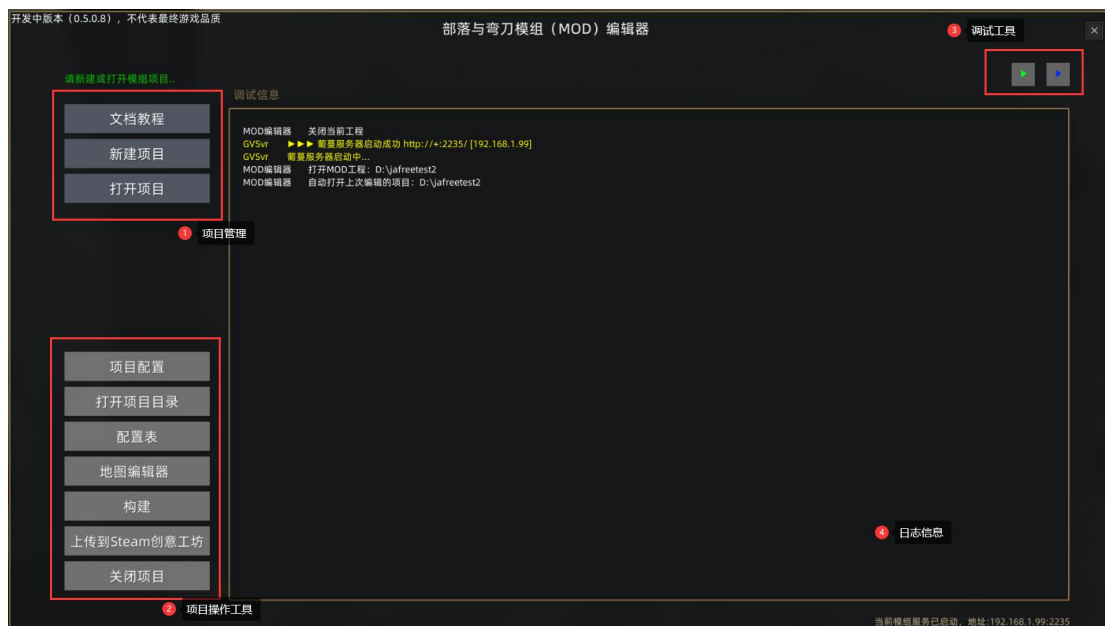 开发中版本（0.5.0.8），不代表最终游戏品质
部落与弯刀模组（MOD）编辑器
3 调试工具
×
请新建或打开模组项目..
调试信息
文档教程
新建项目
打开项目
1 项目管理
MOD编辑器 关闭当前工程
GVSvr ►►► 葡蔓服务器启动成功 http://+:2235/ [192.168.1.99]
GVSvr 葡蔓服务器启动中...
MOD编辑器 打开MOD工程: D:\jafreetest2
MOD编辑器 自动打开上次编辑的项目: D:\jafreetest2
项目配置
打开项目目录
配置表
地图编辑器
构建
上传到Steam创意工坊
关闭项目
2 项目操作工具
4 日志信息
当前模组服务已启动, 地址:192.168.1.99:2235